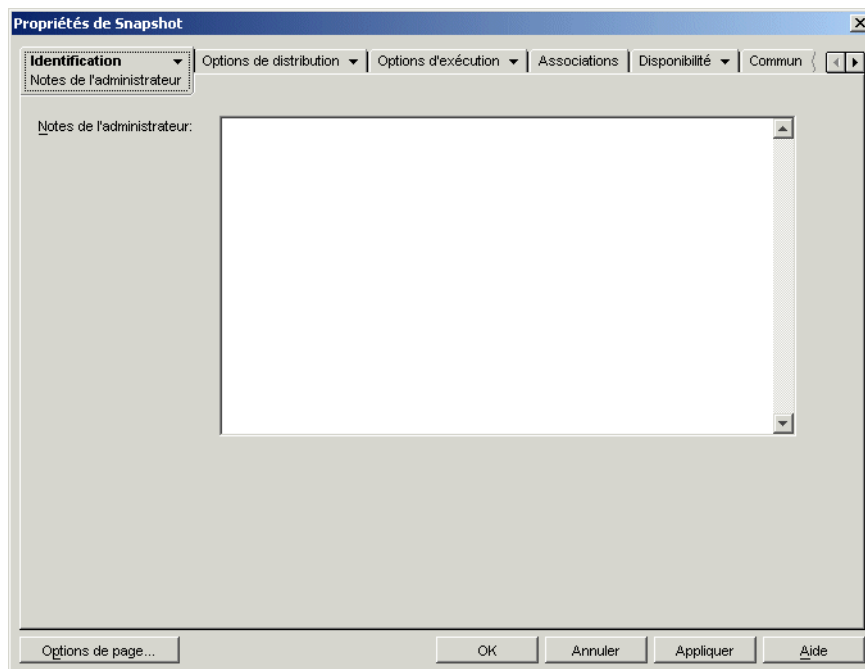 Propriétés de Snapshot
Identification Options de distribution Options d'exécution Associations Disponibilité Commun
Notes de l'administrateur
Notes de l'administrateur:
Options de page... OK Annuler Appliquer Aide